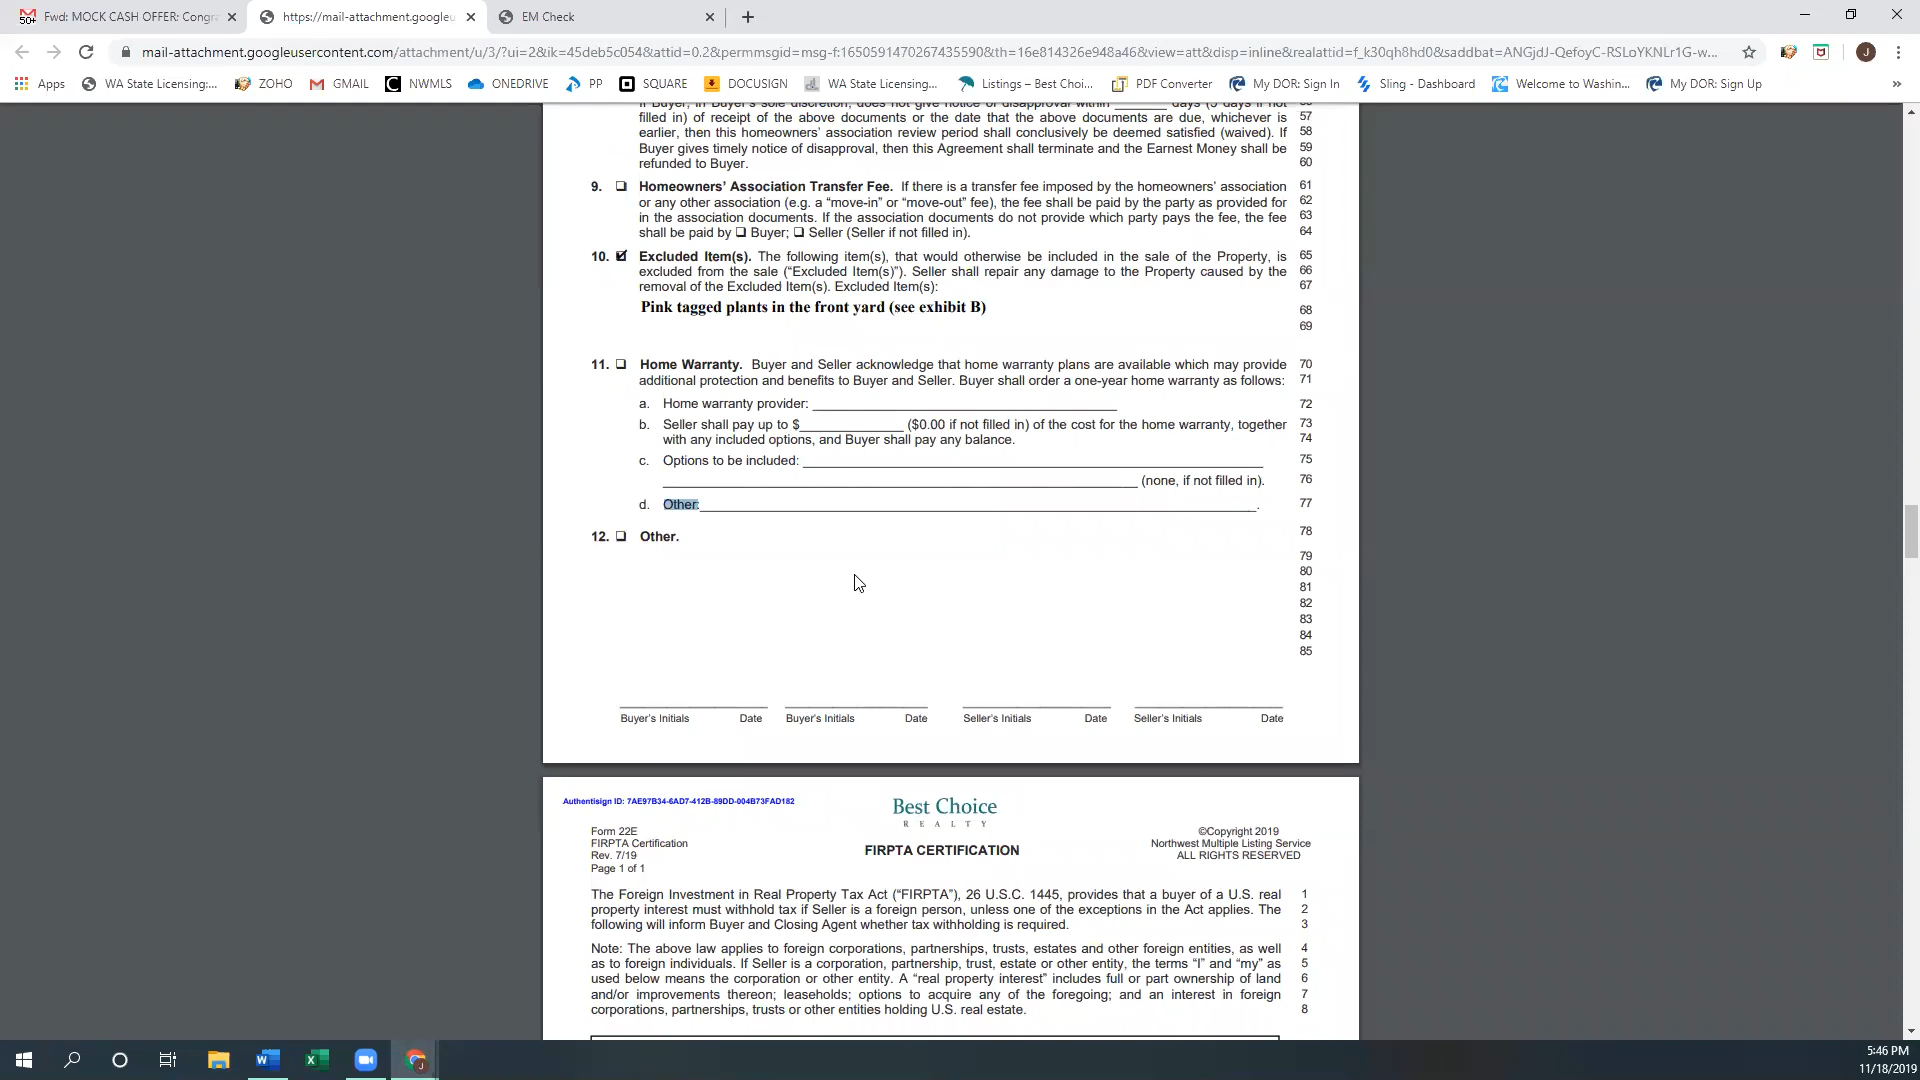 Fwd: MOCK CASH OFFER: Congr
https://mail-attachment.googleu
EM Check
mail-attachment.googleusercontent.com/attachment/u/3/?ui=2&ik=45deb5c054&attid=0.2&permmsgid=msg-f:1650591470267435590&th=16e814326e948a46&view=att&disp=inline&realattid=f_k30qh8hd0&saddbat=ANGjdJ-QefoyC-RSLoYKNLr1G-w...
J
Apps
WA State Licensing:...
ZOHO
GMAIL
NWMLS
ONEDRIVE
PP
SQUARE
DOCUSIGN
WA State Licensing...
Listings – Best Choi...
PDF Converter
My DOR: Sign In
Sling - Dashboard
Welcome to Washin...
My DOR: Sign Up
»
If Buyer, in Buyer's sole discretion, does not give notice of disapproval within _______ days (5 days if not 56
filled in) of receipt of the above documents or the date that the above documents are due, whichever is 57
earlier, then this homeowners' association review period shall conclusively be deemed satisfied (waived). If 58
Buyer gives timely notice of disapproval, then this Agreement shall terminate and the Earnest Money shall be 59
refunded to Buyer. 60
9. ❑ Homeowners' Association Transfer Fee. If there is a transfer fee imposed by the homeowners' association 61
or any other association (e.g. a “move-in” or “move-out” fee), the fee shall be paid by the party as provided for 62
in the association documents. If the association documents do not provide which party pays the fee, the fee 63
shall be paid by ❑ Buyer; ❑ Seller (Seller if not filled in). 64
10. ☑ Excluded Item(s). The following item(s), that would otherwise be included in the sale of the Property, is 65
excluded from the sale (“Excluded Item(s)”). Seller shall repair any damage to the Property caused by the 66
removal of the Excluded Item(s). Excluded Item(s): 67
Pink tagged plants in the front yard (see exhibit B) 68
69
11. ❑ Home Warranty. Buyer and Seller acknowledge that home warranty plans are available which may provide 70
additional protection and benefits to Buyer and Seller. Buyer shall order a one-year home warranty as follows: 71
a. Home warranty provider: ____________________ 72
b. Seller shall pay up to $______________ ($0.00 if not filled in) of the cost for the home warranty, together 73
with any included options, and Buyer shall pay any balance. 74
c. Options to be included: ____________________ 75
____________________ (none, if not filled in). 76
d. Other:____________________. 77
12. ❑ Other. 78
79
80
81
82
83
84
85
Buyer's Initials Date Buyer's Initials Date Seller's Initials Date Seller's Initials Date
Authentisign ID: 7AE97B34-6AD7-412B-89DD-004B73FAD182
Best Choice
REALTY
Form 22E
FIRPTA Certification
Rev. 7/19
Page 1 of 1
FIRPTA CERTIFICATION
©Copyright 2019
Northwest Multiple Listing Service
ALL RIGHTS RESERVED
The Foreign Investment in Real Property Tax Act (“FIRPTA”), 26 U.S.C. 1445, provides that a buyer of a U.S. real 1
property interest must withhold tax if Seller is a foreign person, unless one of the exceptions in the Act applies. The 2
following will inform Buyer and Closing Agent whether tax withholding is required. 3
Note: The above law applies to foreign corporations, partnerships, trusts, estates and other foreign entities, as well 4
as to foreign individuals. If Seller is a corporation, partnership, trust, estate or other entity, the terms “I” and “my” as 5
used below means the corporation or other entity. A “real property interest” includes full or part ownership of land 6
and/or improvements thereon; leaseholds; options to acquire any of the foregoing; and an interest in foreign 7
corporations, partnerships, trusts or other entities holding U.S. real estate. 8
5:46 PM
11/18/2019